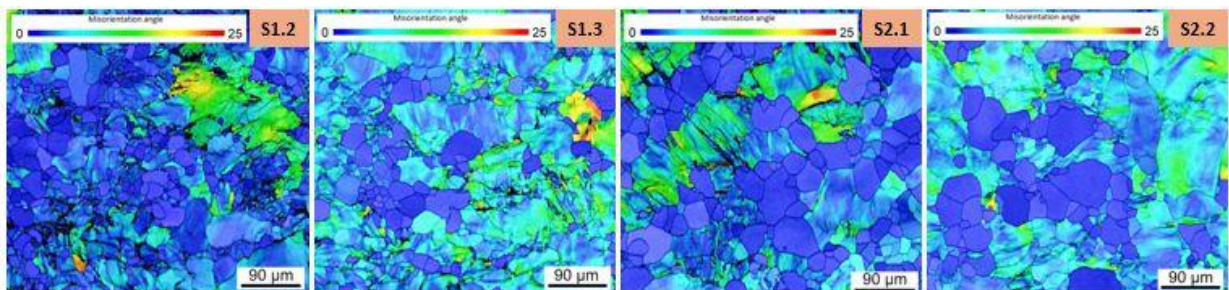 Misorientation angle
0 25 S1.2
90 µm
Misorientation angle
0 25 S1.3
90 µm
Misorientation angle
0 25 S2.1
90 µm
Misorientation angle
0 25 S2.2
90 µm